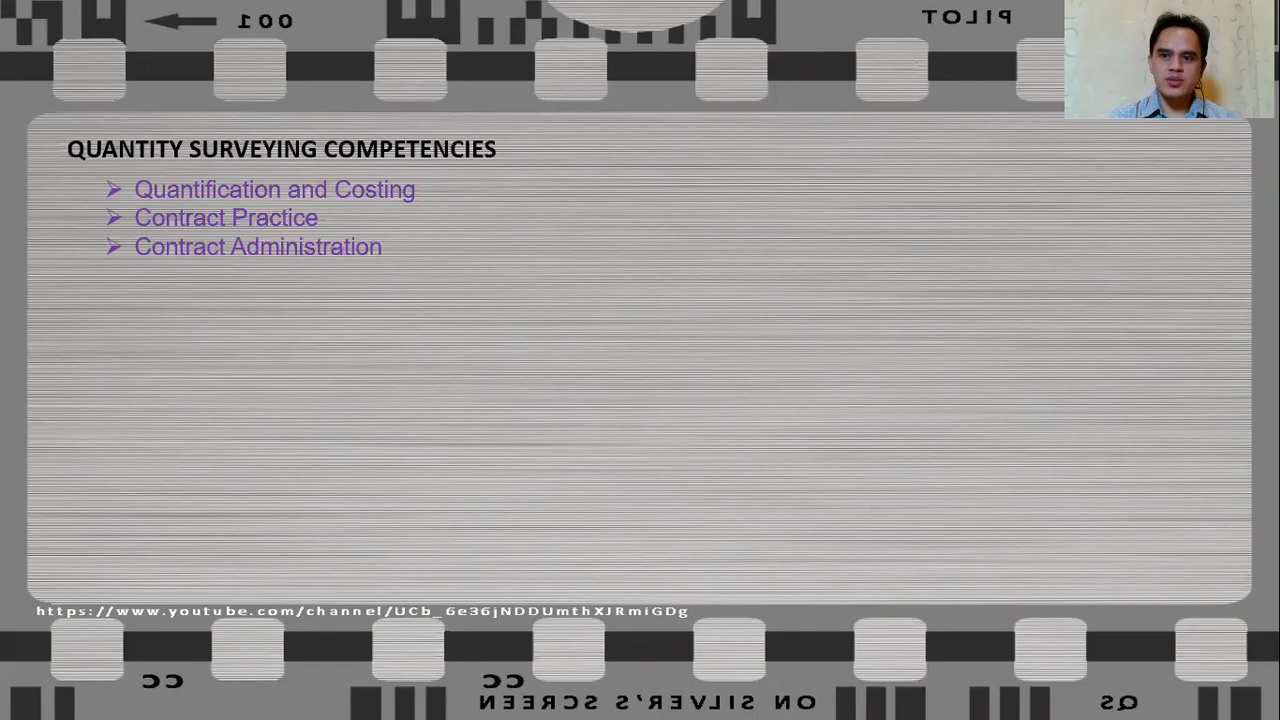 001
PILOT
QUANTITY SURVEYING COMPETENCIES
Quantification and Costing
Contract Practice
Contract Administration
https://www.youtube.com/channel/UCb_6e36jNDDUmthXJRmiGDg
CC
CC
ON SILVER'S SCREEN
QS